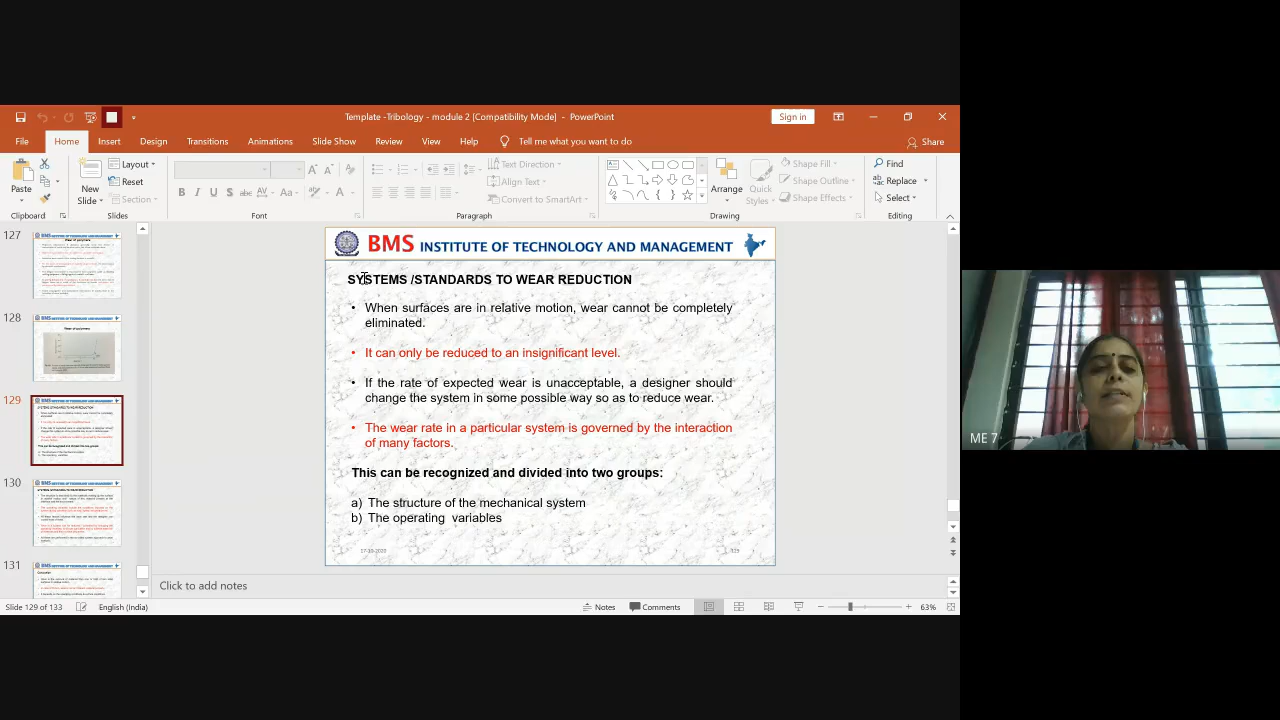 Template -Tribology - module 2 [Compatibility Mode] - PowerPoint
Sign in
File Home Insert Design Transitions Animations Slide Show Review View Help Tell me what you want to do Share
Paste
New Slide
Layout
Reset
Section
Text Direction
Align Text
Convert to SmartArt
Arrange
Quick Styles
Shape Fill
Shape Outline
Shape Effects
Find
Replace
Select
Clipboard Slides Font Paragraph Drawing Editing
127
128
129
130
131
BMS INSTITUTE OF TECHNOLOGY AND MANAGEMENT
SYSTEMS /STANDARDS TO WEAR REDUCTION
• When surfaces are in relative motion, wear cannot be completely
eliminated.
• It can only be reduced to an insignificant level.
• If the rate of expected wear is unacceptable, a designer should
change the system in some possible way so as to reduce wear.
• The wear rate in a particular system is governed by the interaction
of many factors.
This can be recognized and divided into two groups:
a) The structure of the mechanical system
b) The operating variables
17-10-2020
129
Click to add notes
Slide 129 of 133 English (India) Notes Comments 63%
ME 7